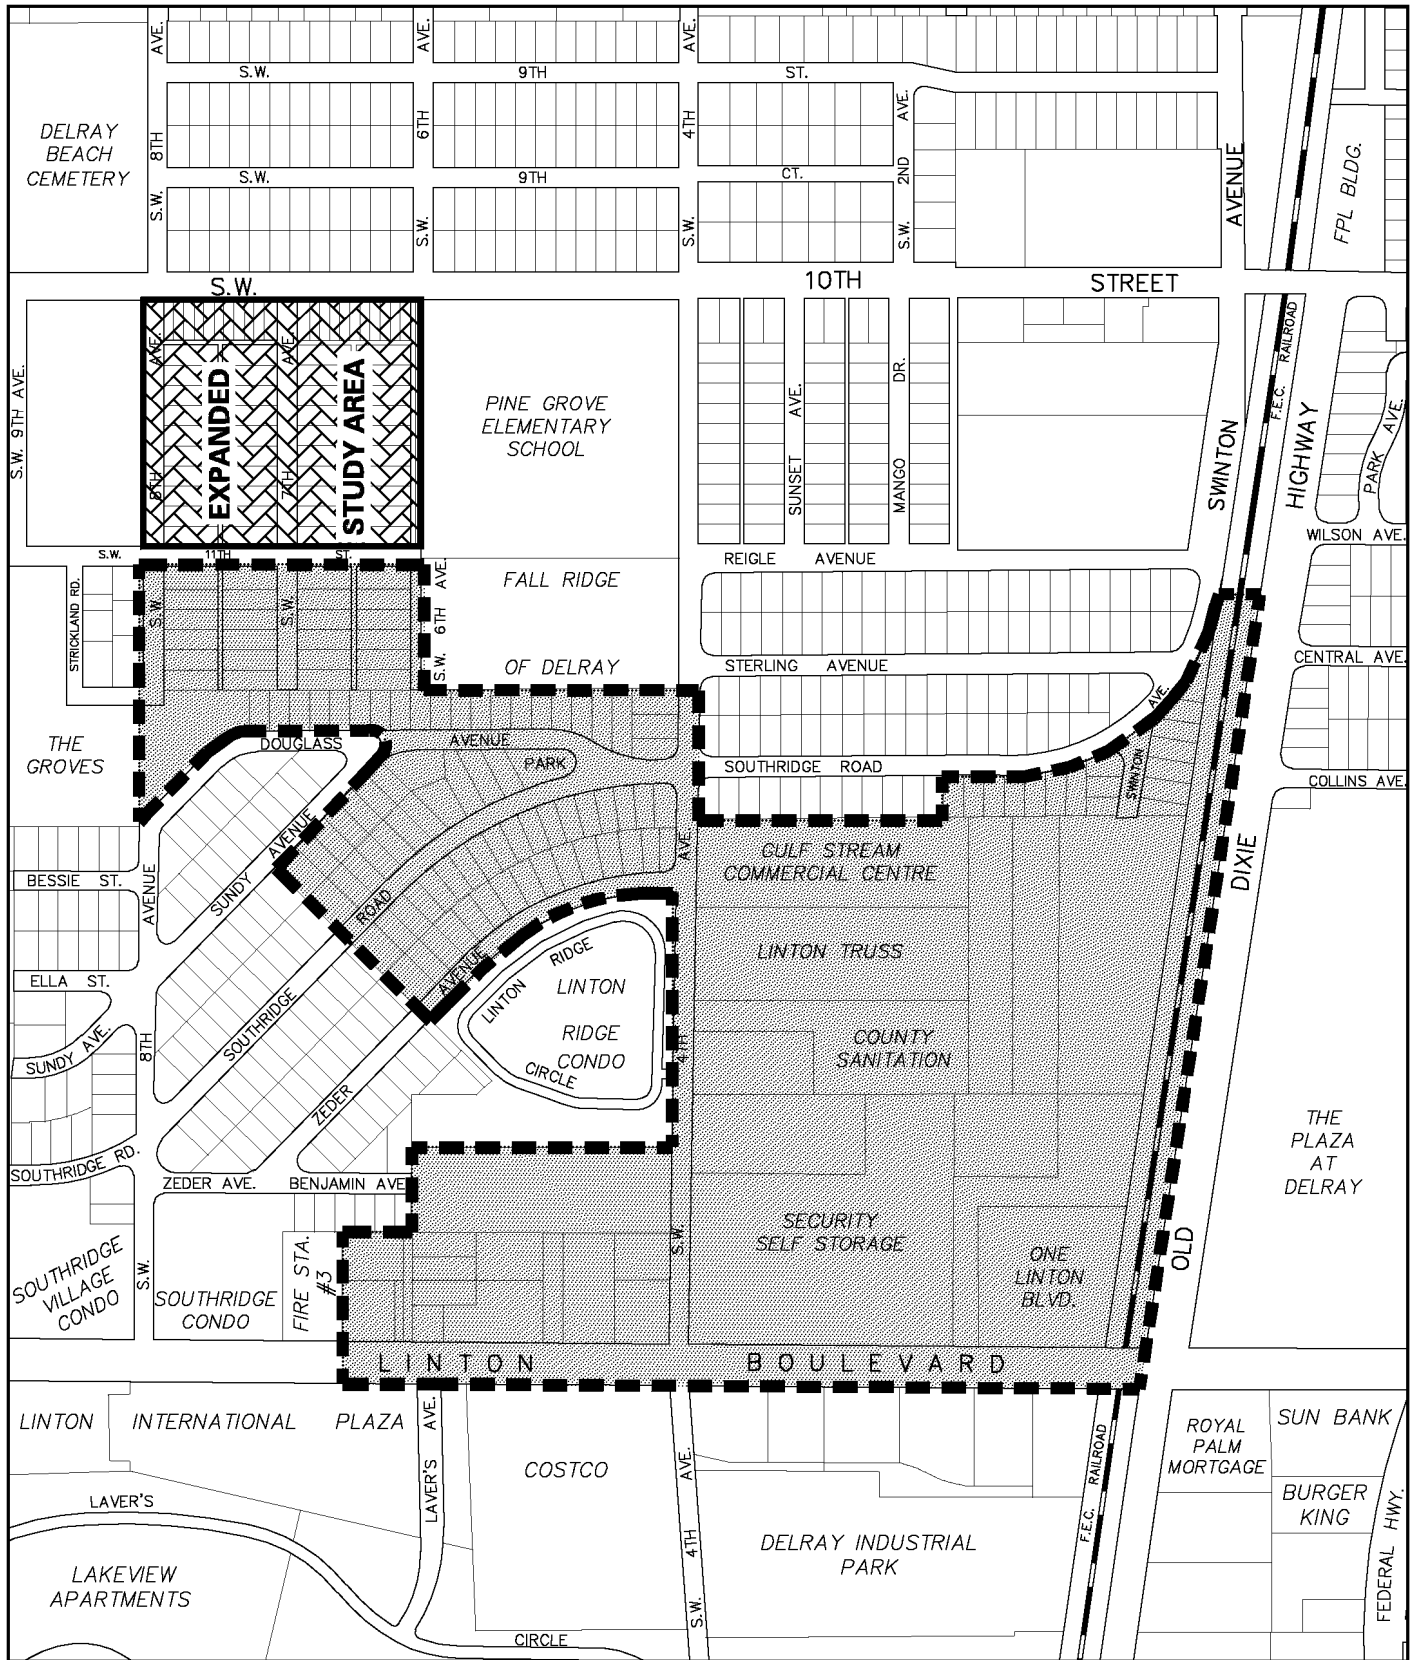 AVE.
AVE.
AVE.
S.W.
9TH
ST.
DELRAY
BEACH
CEMETERY
8TH
6TH
4TH
AVE.
S.W.
9TH
CT.
2ND
AVENUE
FPL BLDG.
S.W.
S.W.
S.W.
S.W.
S.W.
10TH
STREET
S.W. 9TH AVE.
AVE.
AVE.
EXPANDED
STUDY AREA
8TH
7TH
PINE GROVE
ELEMENTARY
SCHOOL
SUNSET AVE.
MANGO DR.
SWINTON
F.E.C. RAILROAD
HIGHWAY
PARK AVE.
WILSON AVE.
S.W.
11TH
ST.
REIGLE AVENUE
STRICKLAND RD.
S.W.
S.W.
S.W. 6TH AVE.
FALL RIDGE
OF DELRAY
STERLING AVENUE
CENTRAL AVE.
AVE.
THE
GROVES
DOUGLASS
AVENUE
PARK
SOUTHRIDGE ROAD
SWINTON
COLLINS AVE.
BESSIE ST.
AVENUE
SUNDY AVENUE
AVE.
GULF STREAM
COMMERCIAL CENTRE
DIXIE
ROAD
LINTON TRUSS
AVENUE
LINTON
RIDGE
CIRCLE
LINTON
RIDGE
CONDO
ELLA ST.
SUNDY AVE.
8TH
SOUTHRIDGE
4TH
COUNTY
SANITATION
ZEDER
THE
PLAZA
AT
DELRAY
SOUTHRIDGE RD.
ZEDER AVE.
BENJAMIN AVE
SECURITY
SELF STORAGE
OLD
SOUTHRIDGE
VILLAGE
CONDO
S.W.
SOUTHRIDGE
CONDO
FIRE STA.
#3
S.W.
ONE
LINTON
BLVD.
LINTON BOULEVARD
LINTON INTERNATIONAL PLAZA
LAVER'S AVE.
COSTCO
S.W. 4TH AVE.
F.E.C. RAILROAD
ROYAL
PALM
MORTGAGE
SUN BANK
BURGER
KING
LAVER'S
CIRCLE
LAKEVIEW
APARTMENTS
DELRAY INDUSTRIAL
PARK
FEDERAL HWY.